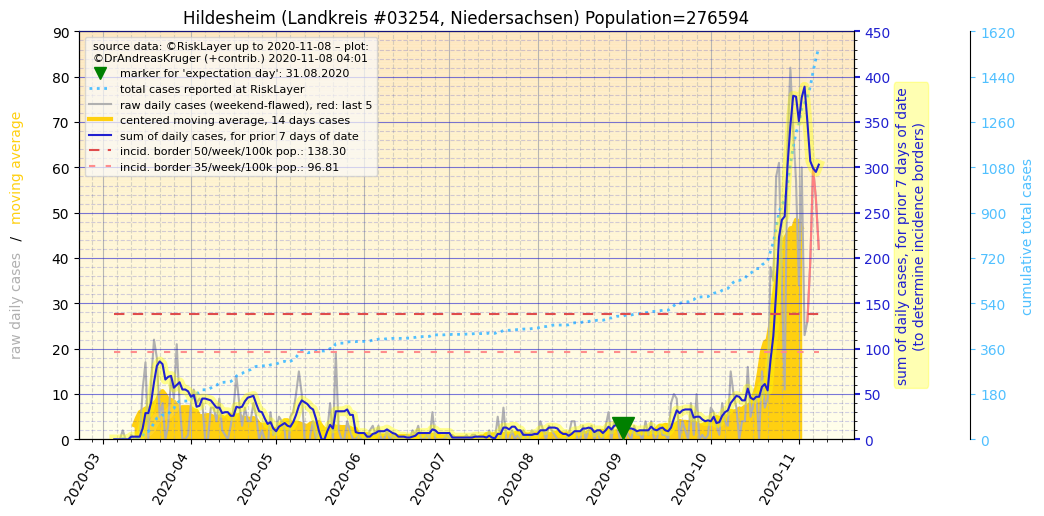 Hildesheim (Landkreis #03254, Niedersachsen) Population=276594
source data: ©RiskLayer up to 2020-11-08 – plot:
©DrAndreasKruger (+contrib.) 2020-11-08 04:01
marker for 'expectation day': 31.08.2020
total cases reported at RiskLayer
raw daily cases (weekend-flawed), red: last 5
centered moving average, 14 days cases
sum of daily cases, for prior 7 days of date
incid. border 50/week/100k pop.: 138.30
incid. border 35/week/100k pop.: 96.81
raw daily cases / moving average
90
80
70
60
50
40
30
20
10
0
2020-03
2020-04
2020-05
2020-06
2020-07
2020-08
2020-09
2020-10
2020-11
450
400
350
300
250
200
150
100
50
0
sum of daily cases, for prior 7 days of date
(to determine incidence borders)
1620
1440
1260
1080
900
720
540
360
180
0
cumulative total cases